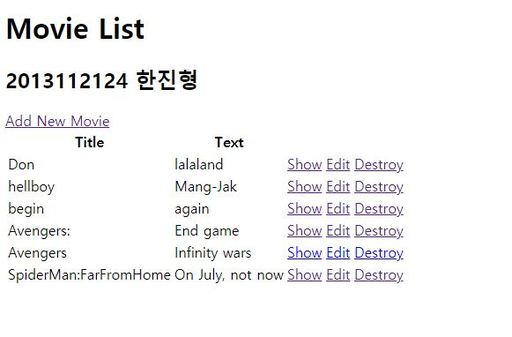 Movie List
2013112124 한진형
Add New Movie
Title Text
Don lalaland Show Edit Destroy
hellboy Mang-Jak Show Edit Destroy
begin again Show Edit Destroy
Avengers: End game Show Edit Destroy
Avengers Infinity wars Show Edit Destroy
SpiderMan:FarFromHome On July, not now Show Edit Destroy